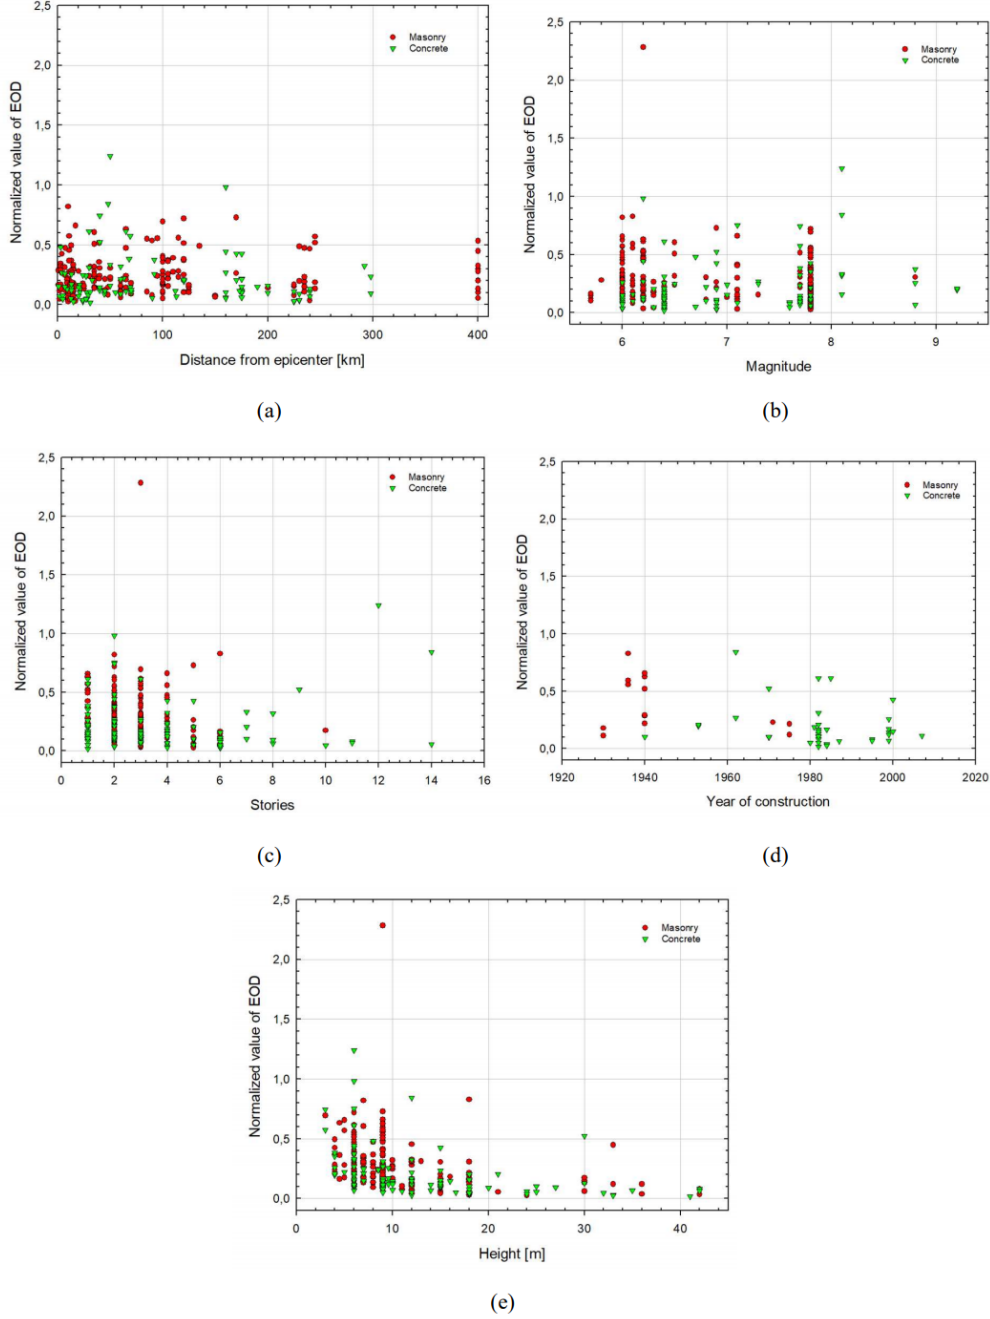 2,5
2,0
1,5
1,0
0,5
0,0
Normalized value of EOD
Masonry
Concrete
0 100 200 300 400
Distance from epicenter [km]
(a)
2,5
2,0
1,5
1,0
0,5
0,0
Normalized value of EOD
Masonry
Concrete
6 7 8 9
Magnitude
(b)
2,5
2,0
1,5
1,0
0,5
0,0
Normalized value of EOD
Masonry
Concrete
0 2 4 6 8 10 12 14 16
Stories
(c)
2,5
2,0
1,5
1,0
0,5
0,0
Normalized value of EOD
Masonry
Concrete
1920 1940 1960 1980 2000 2020
Year of construction
(d)
2,5
2,0
1,5
1,0
0,5
0,0
Normalized value of EOD
Masonry
Concrete
0 10 20 30 40
Height [m]
(e)